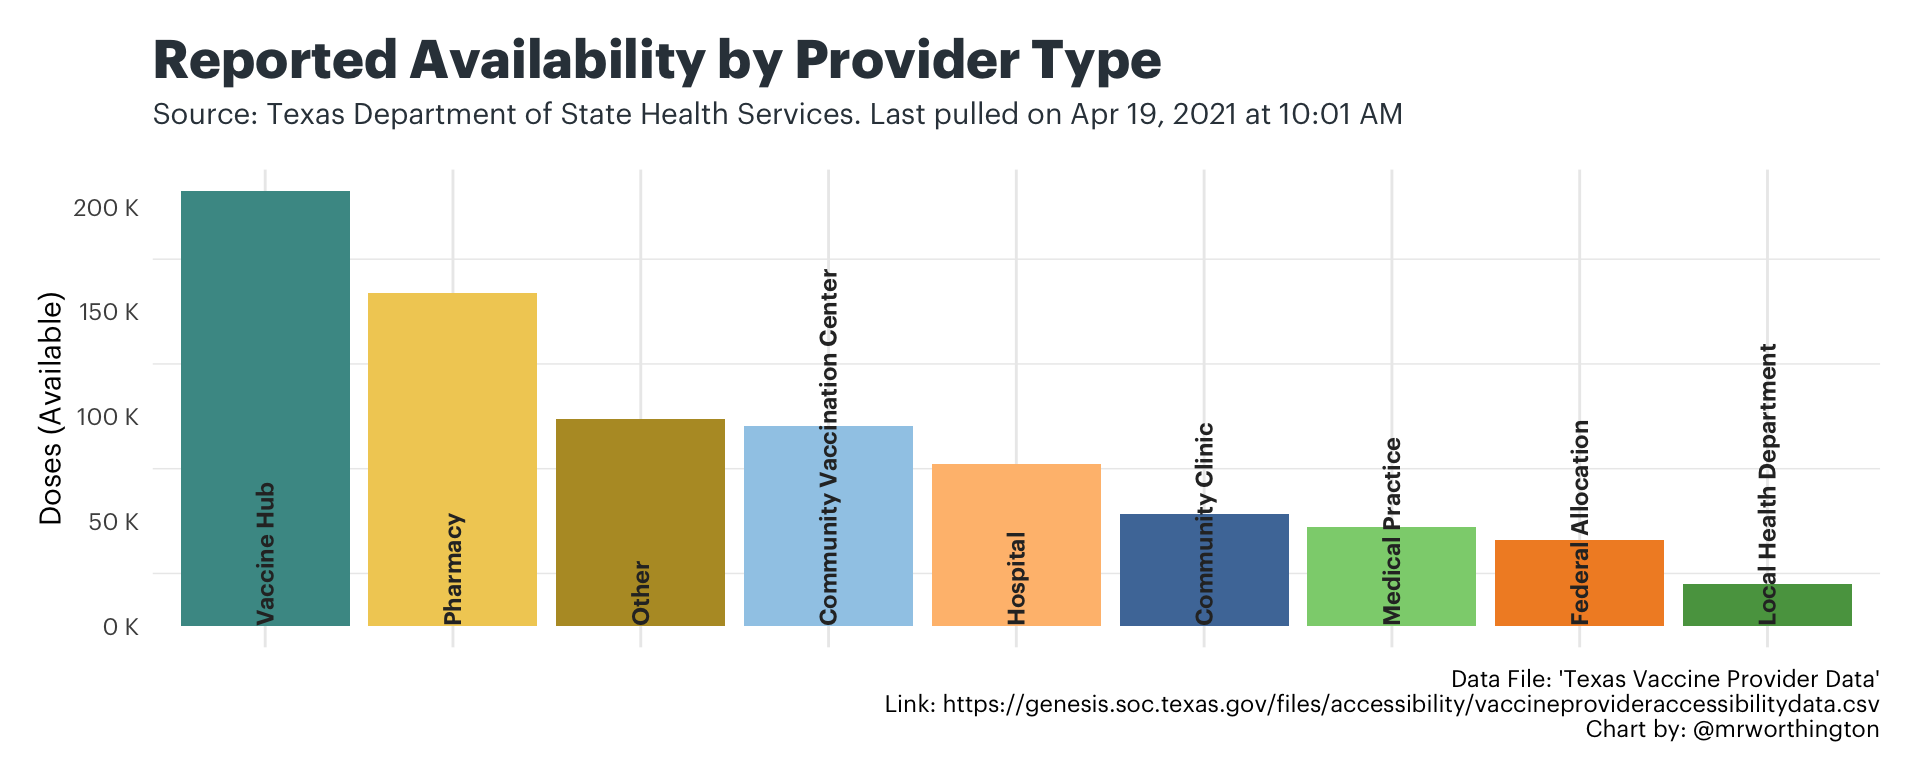 Reported Availability by Provider Type
Source: Texas Department of State Health Services. Last pulled on Apr 19, 2021 at 10:01 AM
Doses (Available)
200 K
150 K
100 K
50 K
0 K
Vaccine Hub
Pharmacy
Other
Community Vaccination Center
Hospital
Community Clinic
Medical Practice
Federal Allocation
Local Health Department
Data File: 'Texas Vaccine Provider Data'
Link: https://genesis.soc.texas.gov/files/accessibility/vaccineprovideraccessibilitydata.csv
Chart by: @mrworthington